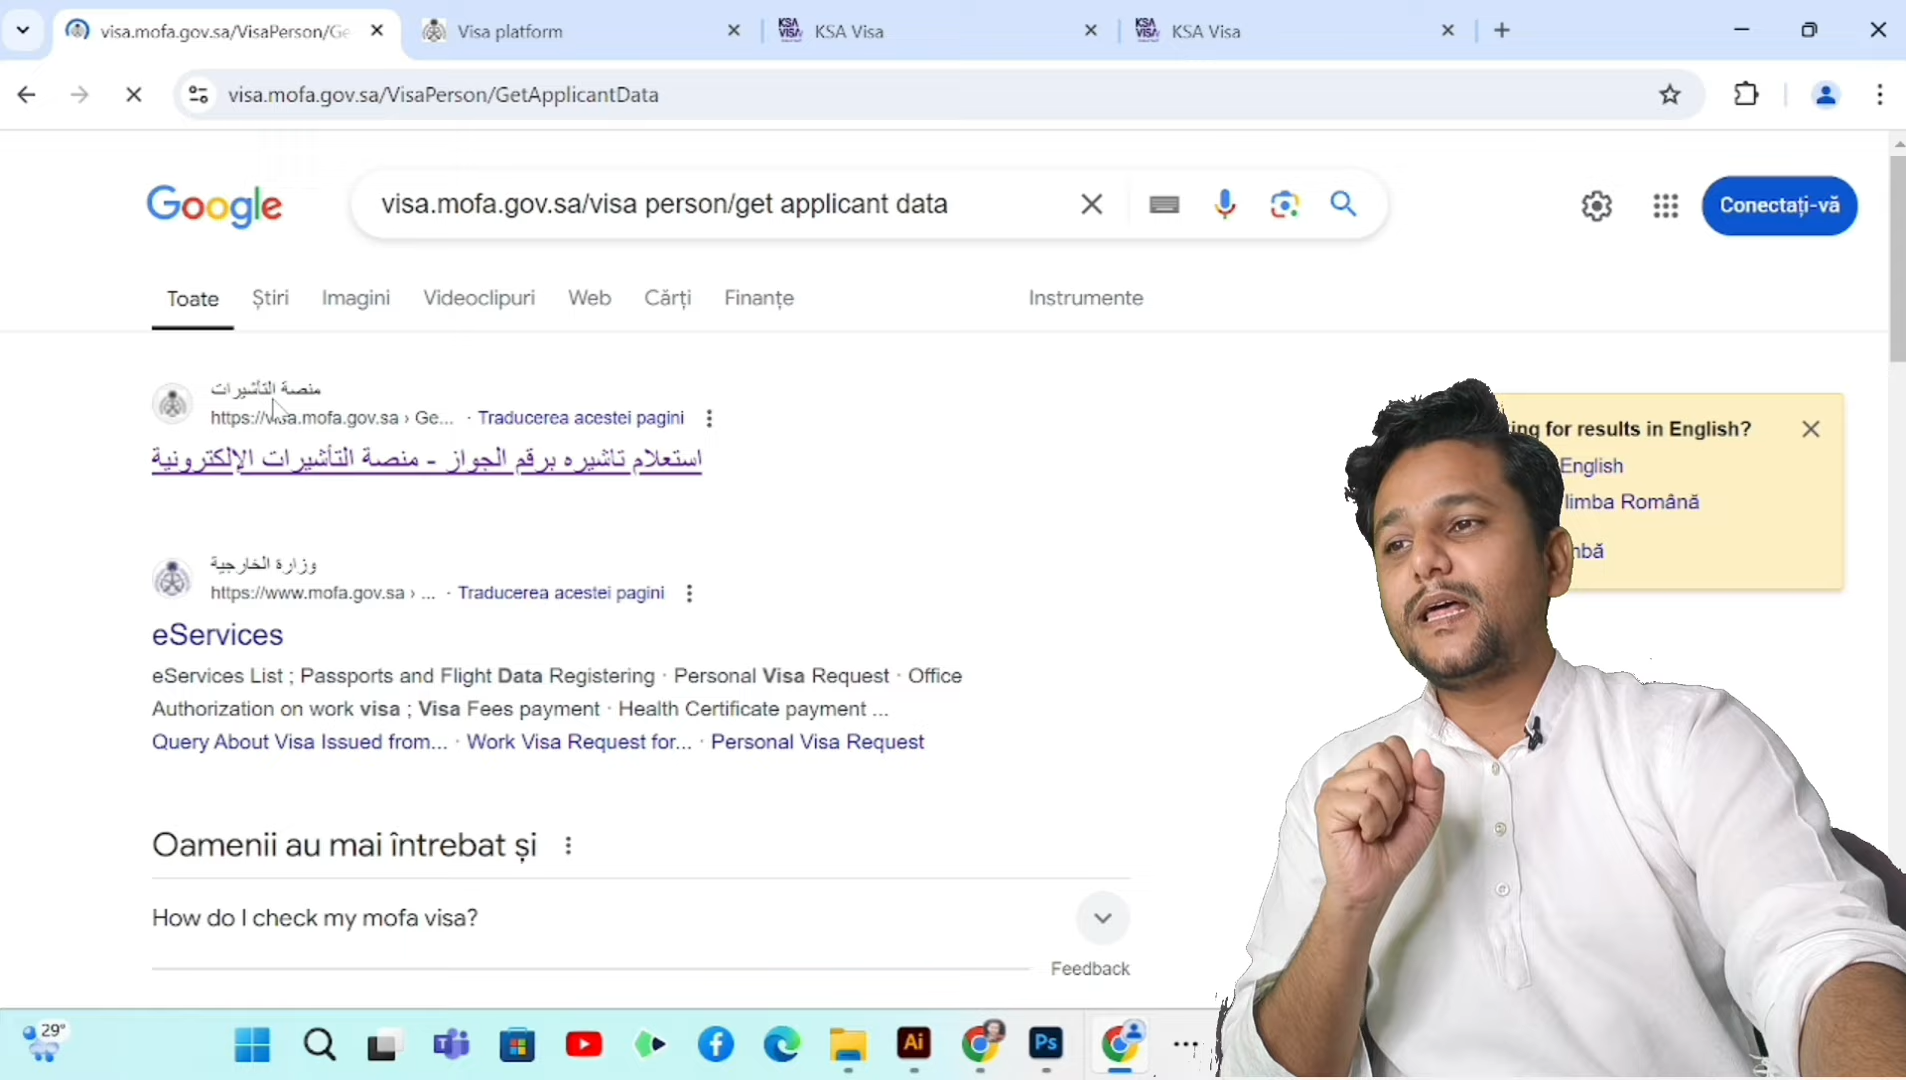 visa.mofa.gov.sa/VisaPerson/Ge
Visa platform
KSA Visa
KSA Visa
visa.mofa.gov.sa/VisaPerson/GetApplicantData
Google
visa.mofa.gov.sa/visa person/get applicant data
Conectați-vă
Toate
Știri
Imagini
Videoclipuri
Web
Cărți
Finanțe
Instrumente
منصة التأشيرات
https://visa.mofa.gov.sa › Ge... · Traducerea acestei pagini
استعلام تاشيره برقم الجواز - منصة التأشيرات الإلكترونية
ing for results in English?
English
limba Română
nbă
وزارة الخارجية
https://www.mofa.gov.sa › ... · Traducerea acestei pagini
eServices
eServices List ; Passports and Flight Data Registering · Personal Visa Request · Office
Authorization on work visa ; Visa Fees payment · Health Certificate payment ...
Query About Visa Issued from... · Work Visa Request for... · Personal Visa Request
Oamenii au mai întrebat și
How do I check my mofa visa?
Feedback
29°
Ai
Ps